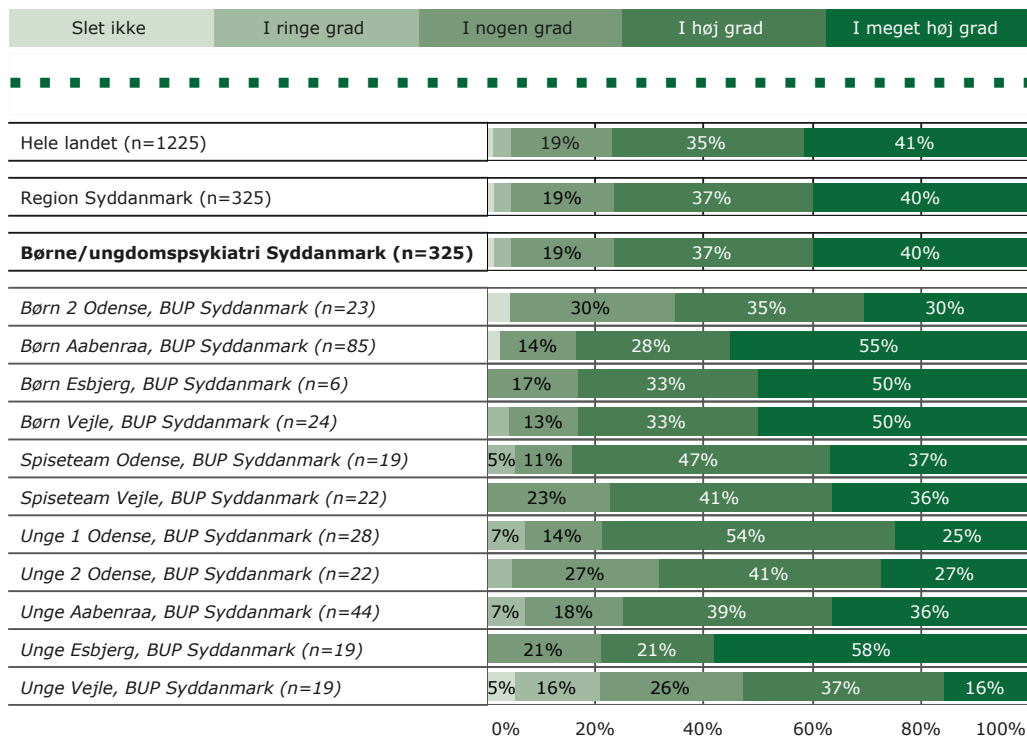 Slet ikke I ringe grad I nogen grad I høj grad I meget høj grad
Hele landet (n=1225) 19% 35% 41%
Region Syddanmark (n=325) 19% 37% 40%
Børne/ungdomspsykiatri Syddanmark (n=325) 19% 37% 40%
Børn 2 Odense, BUP Syddanmark (n=23) 30% 35% 30%
Børn Aabenraa, BUP Syddanmark (n=85) 14% 28% 55%
Børn Esbjerg, BUP Syddanmark (n=6) 17% 33% 50%
Børn Vejle, BUP Syddanmark (n=24) 13% 33% 50%
Spiseteam Odense, BUP Syddanmark (n=19) 5% 11% 47% 37%
Spiseteam Vejle, BUP Syddanmark (n=22) 23% 41% 36%
Unge 1 Odense, BUP Syddanmark (n=28) 7% 14% 54% 25%
Unge 2 Odense, BUP Syddanmark (n=22) 27% 41% 27%
Unge Aabenraa, BUP Syddanmark (n=44) 7% 18% 39% 36%
Unge Esbjerg, BUP Syddanmark (n=19) 21% 21% 58%
Unge Vejle, BUP Syddanmark (n=19) 5% 16% 26% 37% 16%
0% 20% 40% 60% 80% 100%